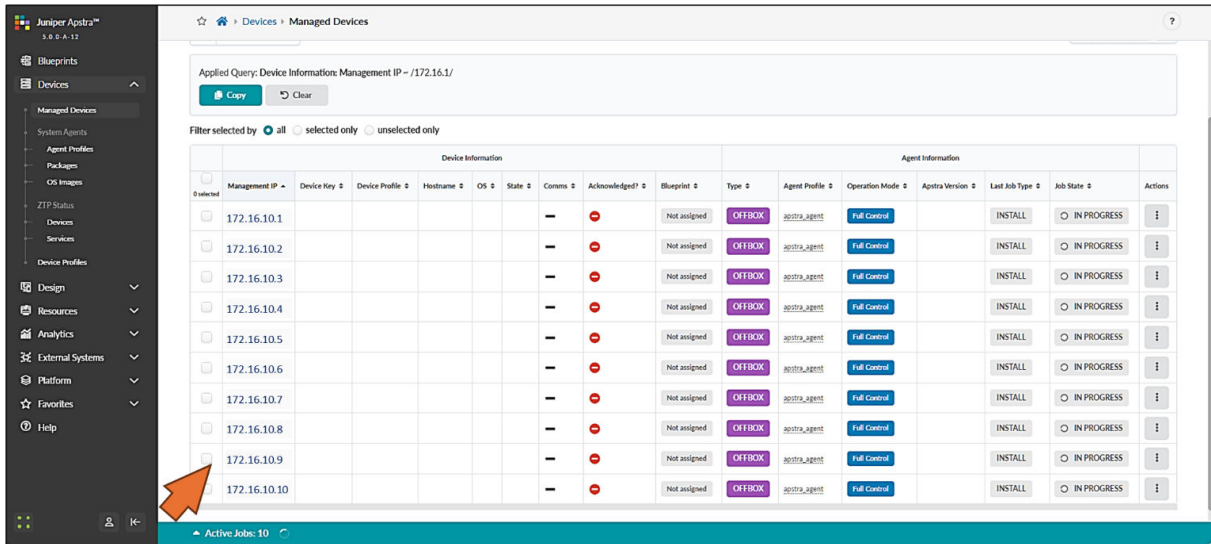 Juniper Apstra™
5.0.0-A-12
Blueprints
Devices
Managed Devices
System Agents
Agent Profiles
Packages
OS Images
ZTP Status
Devices
Services
Device Profiles
Design
Resources
Analytics
External Systems
Platform
Favorites
Help
Devices › Managed Devices
?
Applied Query: Device Information: Management IP ~ /172.16.1/
Copy Clear
Filter selected by all selected only unselected only
Device Information Agent Information
0 selected Management IP Device Key Device Profile Hostname OS State Comms Acknowledged? Blueprint Type Agent Profile Operation Mode Apstra Version Last Job Type Job State Actions
172.16.10.1 Not assigned OFFBOX apstra_agent Full Control INSTALL IN PROGRESS
172.16.10.2 Not assigned OFFBOX apstra_agent Full Control INSTALL IN PROGRESS
172.16.10.3 Not assigned OFFBOX apstra_agent Full Control INSTALL IN PROGRESS
172.16.10.4 Not assigned OFFBOX apstra_agent Full Control INSTALL IN PROGRESS
172.16.10.5 Not assigned OFFBOX apstra_agent Full Control INSTALL IN PROGRESS
172.16.10.6 Not assigned OFFBOX apstra_agent Full Control INSTALL IN PROGRESS
172.16.10.7 Not assigned OFFBOX apstra_agent Full Control INSTALL IN PROGRESS
172.16.10.8 Not assigned OFFBOX apstra_agent Full Control INSTALL IN PROGRESS
172.16.10.9 Not assigned OFFBOX apstra_agent Full Control INSTALL IN PROGRESS
172.16.10.10 Not assigned OFFBOX apstra_agent Full Control INSTALL IN PROGRESS
Active Jobs: 10